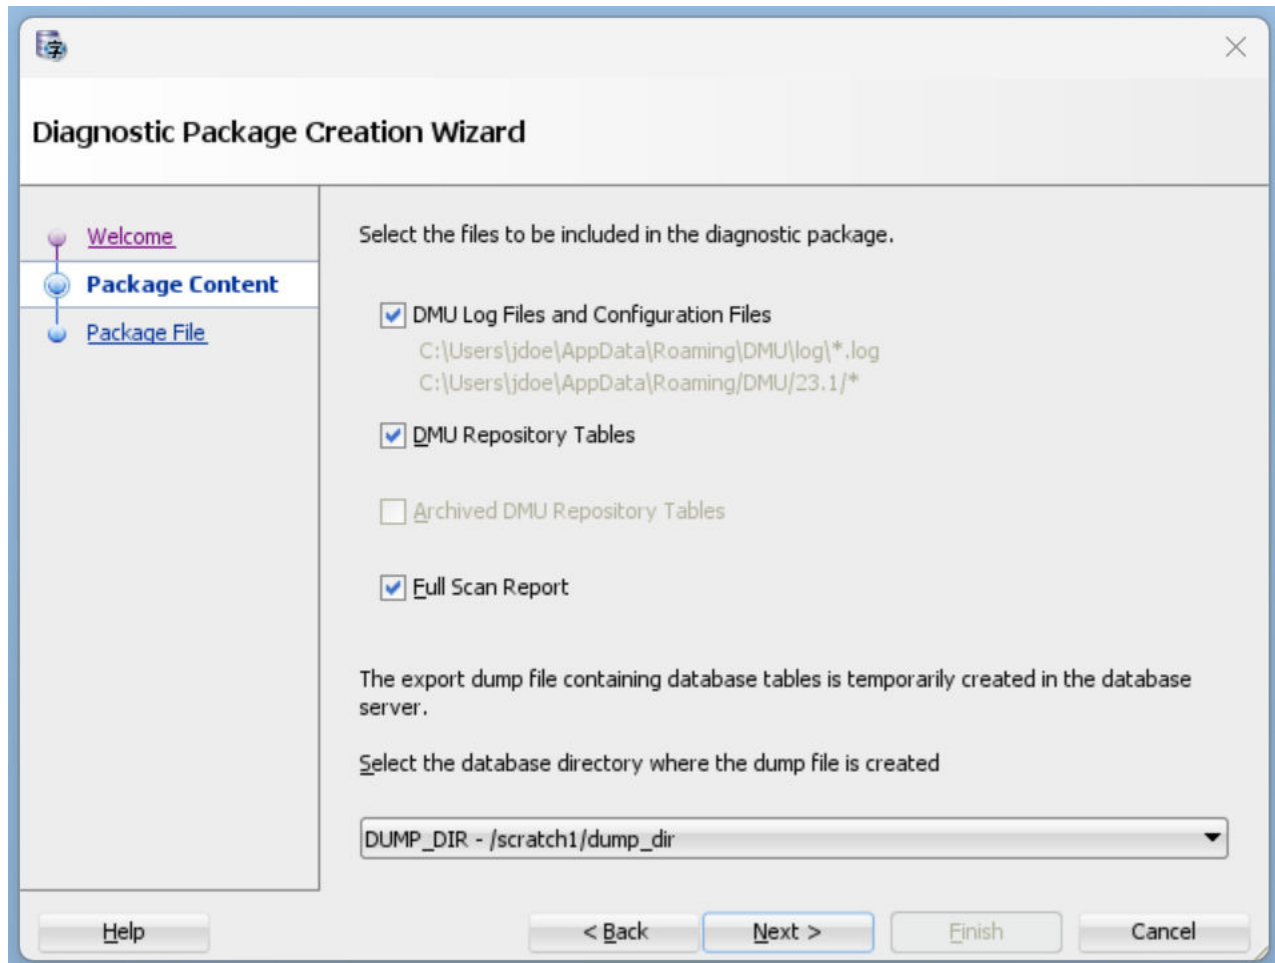 Diagnostic Package Creation Wizard
Welcome
Package Content
Package File
Select the files to be included in the diagnostic package.
DMU Log Files and Configuration Files
C:\Users\jdoe\AppData\Roaming\DMU\log\*.log
C:\Users\jdoe\AppData\Roaming/DMU/23.1/*
DMU Repository Tables
Archived DMU Repository Tables
Full Scan Report
The export dump file containing database tables is temporarily created in the database
server.
Select the database directory where the dump file is created
DUMP_DIR - /scratch1/dump_dir
Help
< Back
Next >
Finish
Cancel